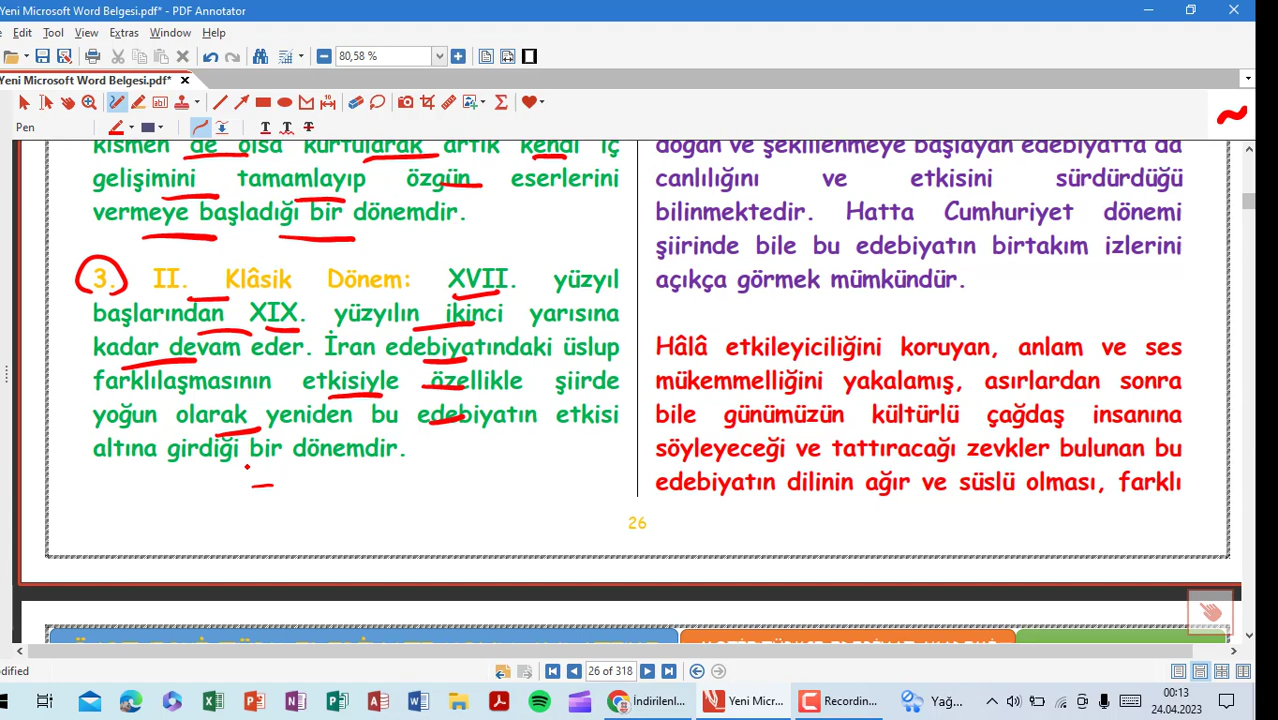 Yeni Microsoft Word Belgesi.pdf* - PDF Annotator
Edit Tool View Extras Window Help
80,58 %
Yeni Microsoft Word Belgesi.pdf*
Pen
kısmen de olsa kurtularak artık kendi iç
gelişimini tamamlayıp özgün eserlerini
vermeye başladığı bir dönemdir.
3. II. Klâsik Dönem: XVII. yüzyıl
başlarından XIX. yüzyılın ikinci yarısına
kadar devam eder. İran edebiyatındaki üslup
farklılaşmasının etkisiyle özellikle şiirde
yoğun olarak yeniden bu edebiyatın etkisi
altına girdiği bir dönemdir.
doğan ve şekillenmeye başlayan edebiyatta da
canlılığını ve etkisini sürdürdüğü
bilinmektedir. Hatta Cumhuriyet dönemi
şiirinde bile bu edebiyatın birtakım izlerini
açıkça görmek mümkündür.
Hâlâ etkileyiciliğini koruyan, anlam ve ses
mükemmelliğini yakalamış, asırlardan sonra
bile günümüzün kültürlü çağdaş insanına
söyleyeceği ve tattıracağı zevkler bulunan bu
edebiyatın dilinin ağır ve süslü olması, farklı
26
odified
26 of 318
İndirilenl...
Yeni Micr...
Recordin...
Yağ...
00:13
24.04.2023